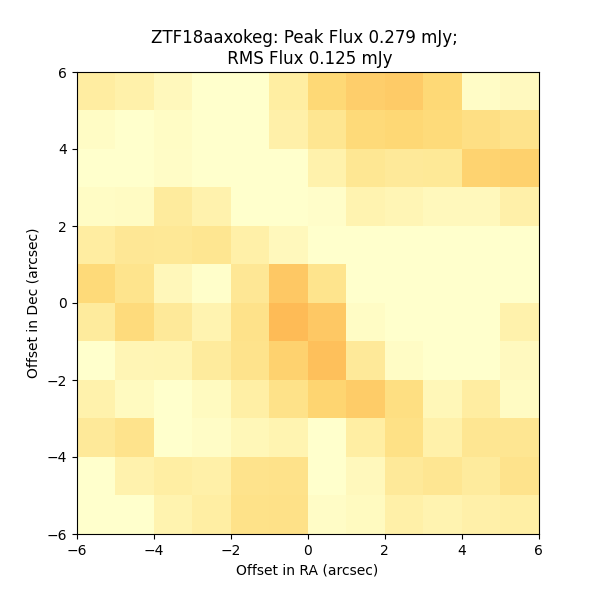 ZTF18aaxokeg: Peak Flux 0.279 mJy;
RMS Flux 0.125 mJy
6
4
2
0
−2
−4
−6
Offset in Dec (arcsec)
−6 −4 −2 0 2 4 6
Offset in RA (arcsec)